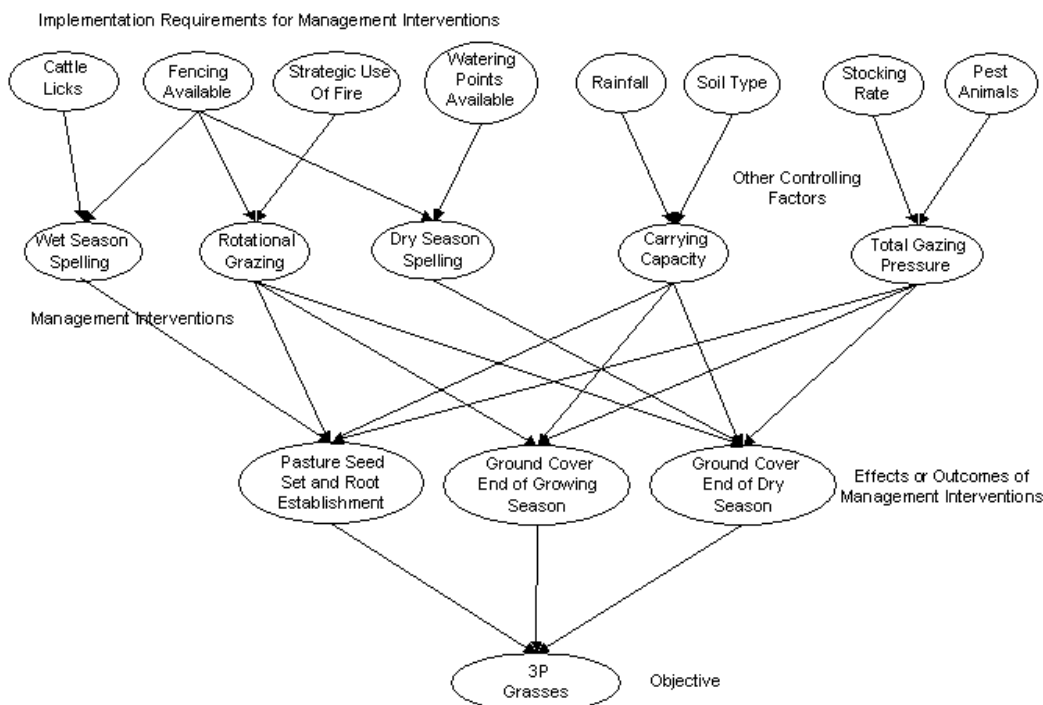 Implementation Requirements for Management Interventions
Cattle
Licks
Fencing
Available
Strategic Use
Of Fire
Watering
Points
Available
Rainfall
Soil Type
Stocking
Rate
Pest
Animals
Other Controlling
Factors
Wet Season
Spelling
Rotational
Grazing
Dry Season
Spelling
Carrying
Capacity
Total Gazing
Pressure
Management Interventions
Pasture Seed
Set and Root
Establishment
Ground Cover
End of Growing
Season
Ground Cover
End of Dry
Season
Effects or Outcomes of
Management Interventions
3P
Grasses
Objective